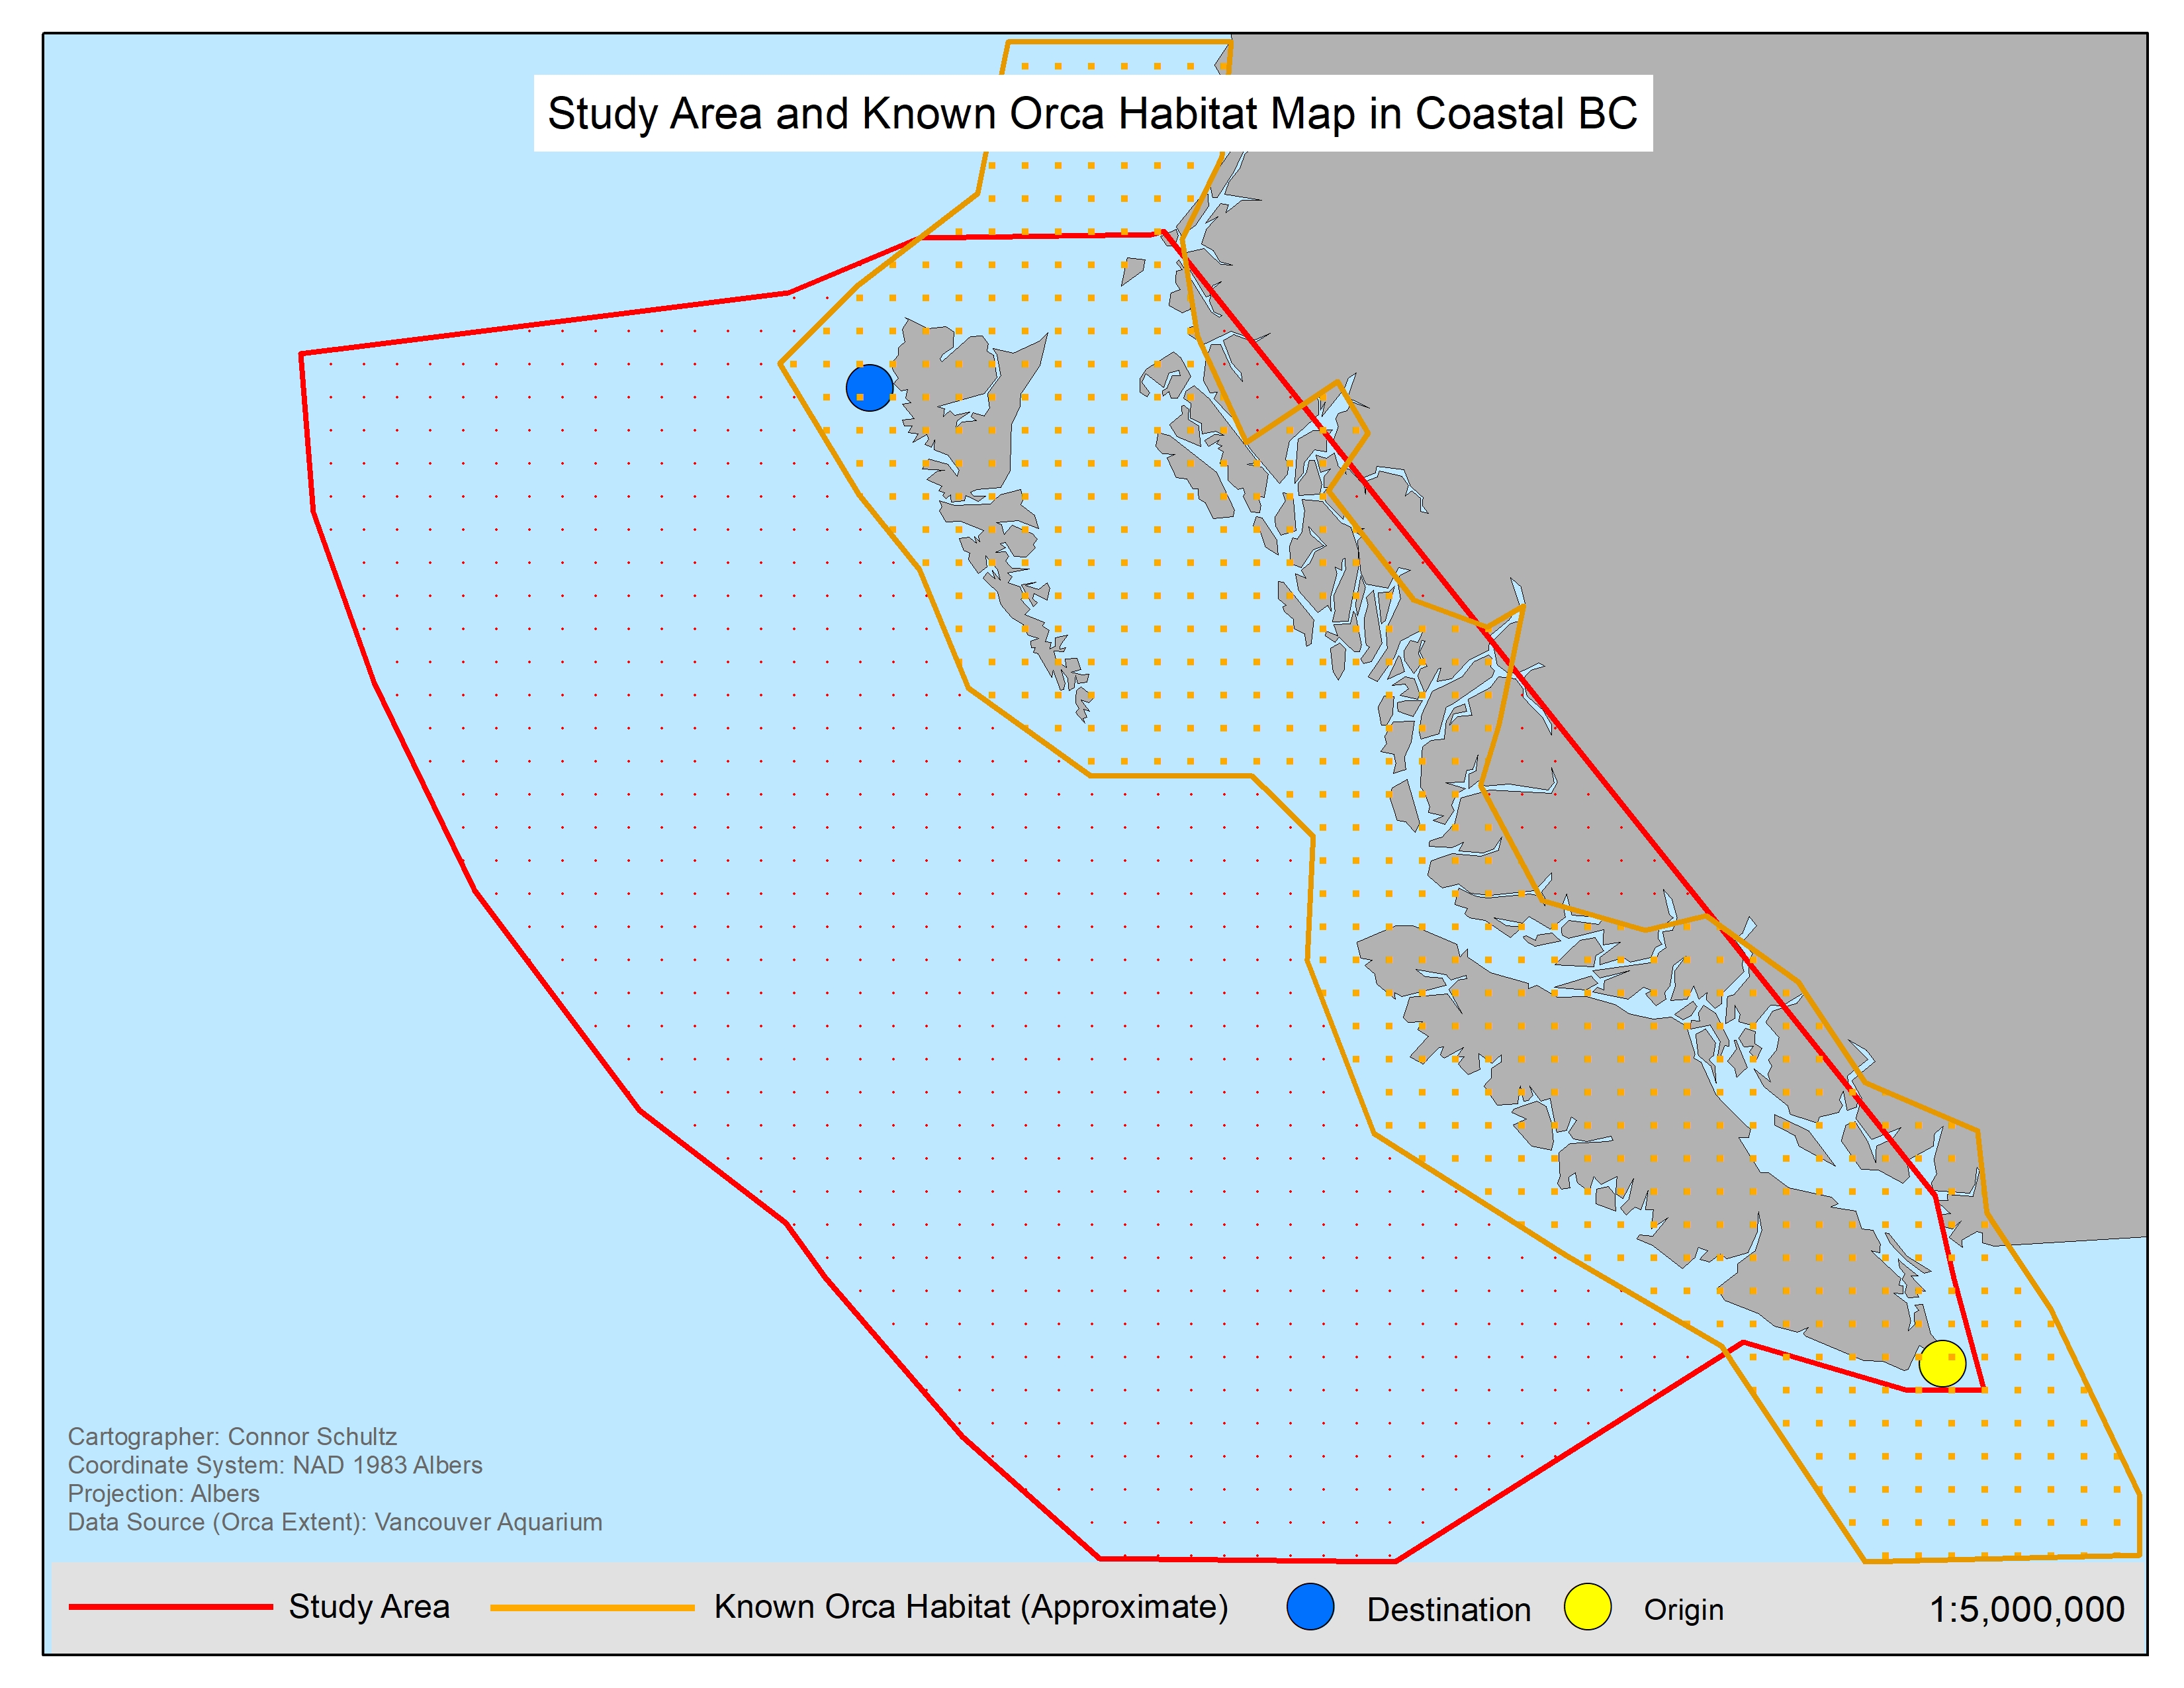 Study Area and Known Orca Habitat Map in Coastal BC
Cartographer: Connor Schultz
Coordinate System: NAD 1983 Albers
Projection: Albers
Data Source (Orca Extent): Vancouver Aquarium
Study Area
Known Orca Habitat (Approximate)
Destination
Origin
1:5,000,000